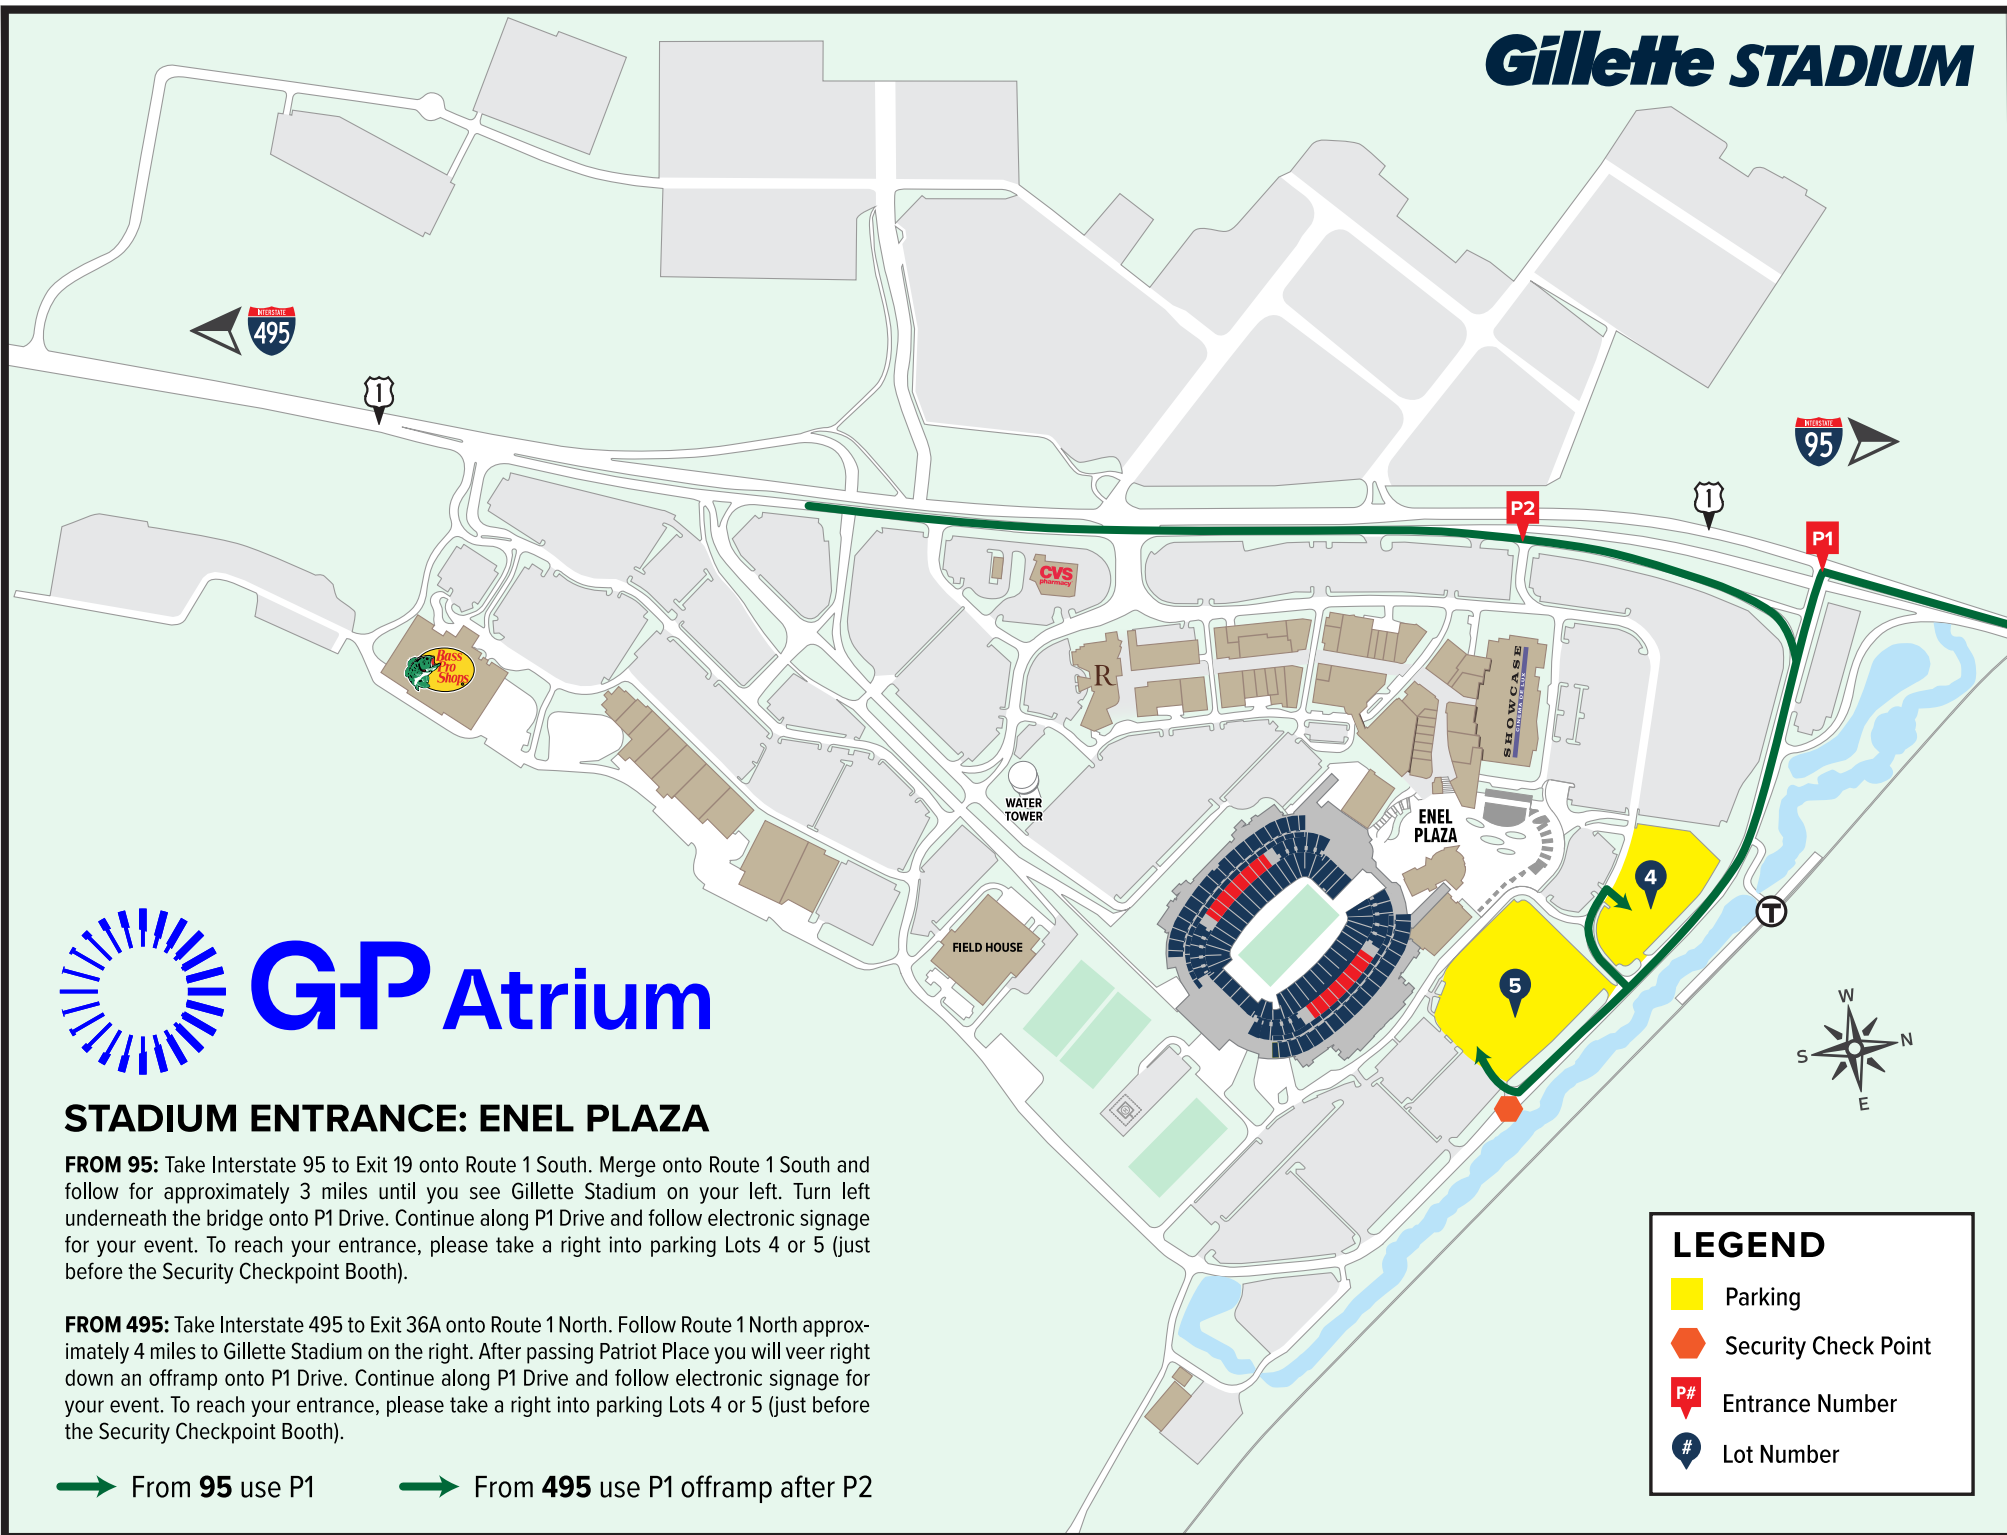 Gillette STADIUM
INTERSTATE
495
1
INTERSTATE
95
1
P2
P1
CVS
pharmacy
Bass
Pro
Shops
R
SHOWCASE
CINEMA DE LUX
WATER
TOWER
ENEL
PLAZA
4
T
FIELD HOUSE
5
W
N
S
E
GP Atrium
STADIUM ENTRANCE: ENEL PLAZA
FROM 95: Take Interstate 95 to Exit 19 onto Route 1 South. Merge onto Route 1 South and
follow for approximately 3 miles until you see Gillette Stadium on your left. Turn left
underneath the bridge onto P1 Drive. Continue along P1 Drive and follow electronic signage
for your event. To reach your entrance, please take a right into parking Lots 4 or 5 (just
before the Security Checkpoint Booth).
FROM 495: Take Interstate 495 to Exit 36A onto Route 1 North. Follow Route 1 North approx-
imately 4 miles to Gillette Stadium on the right. After passing Patriot Place you will veer right
down an offramp onto P1 Drive. Continue along P1 Drive and follow electronic signage for
your event. To reach your entrance, please take a right into parking Lots 4 or 5 (just before
the Security Checkpoint Booth).
From 95 use P1
From 495 use P1 offramp after P2
LEGEND
Parking
Security Check Point
P#
Entrance Number
#
Lot Number